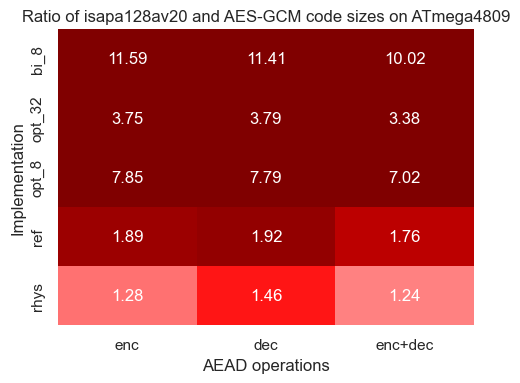 Ratio of isapa128av20 and AES-GCM code sizes on ATmega4809
Implementation
bi_8
11.59 11.41 10.02
opt_32
3.75 3.79 3.38
opt_8
7.85 7.79 7.02
ref
1.89 1.92 1.76
rhys
1.28 1.46 1.24
enc dec enc+dec
AEAD operations